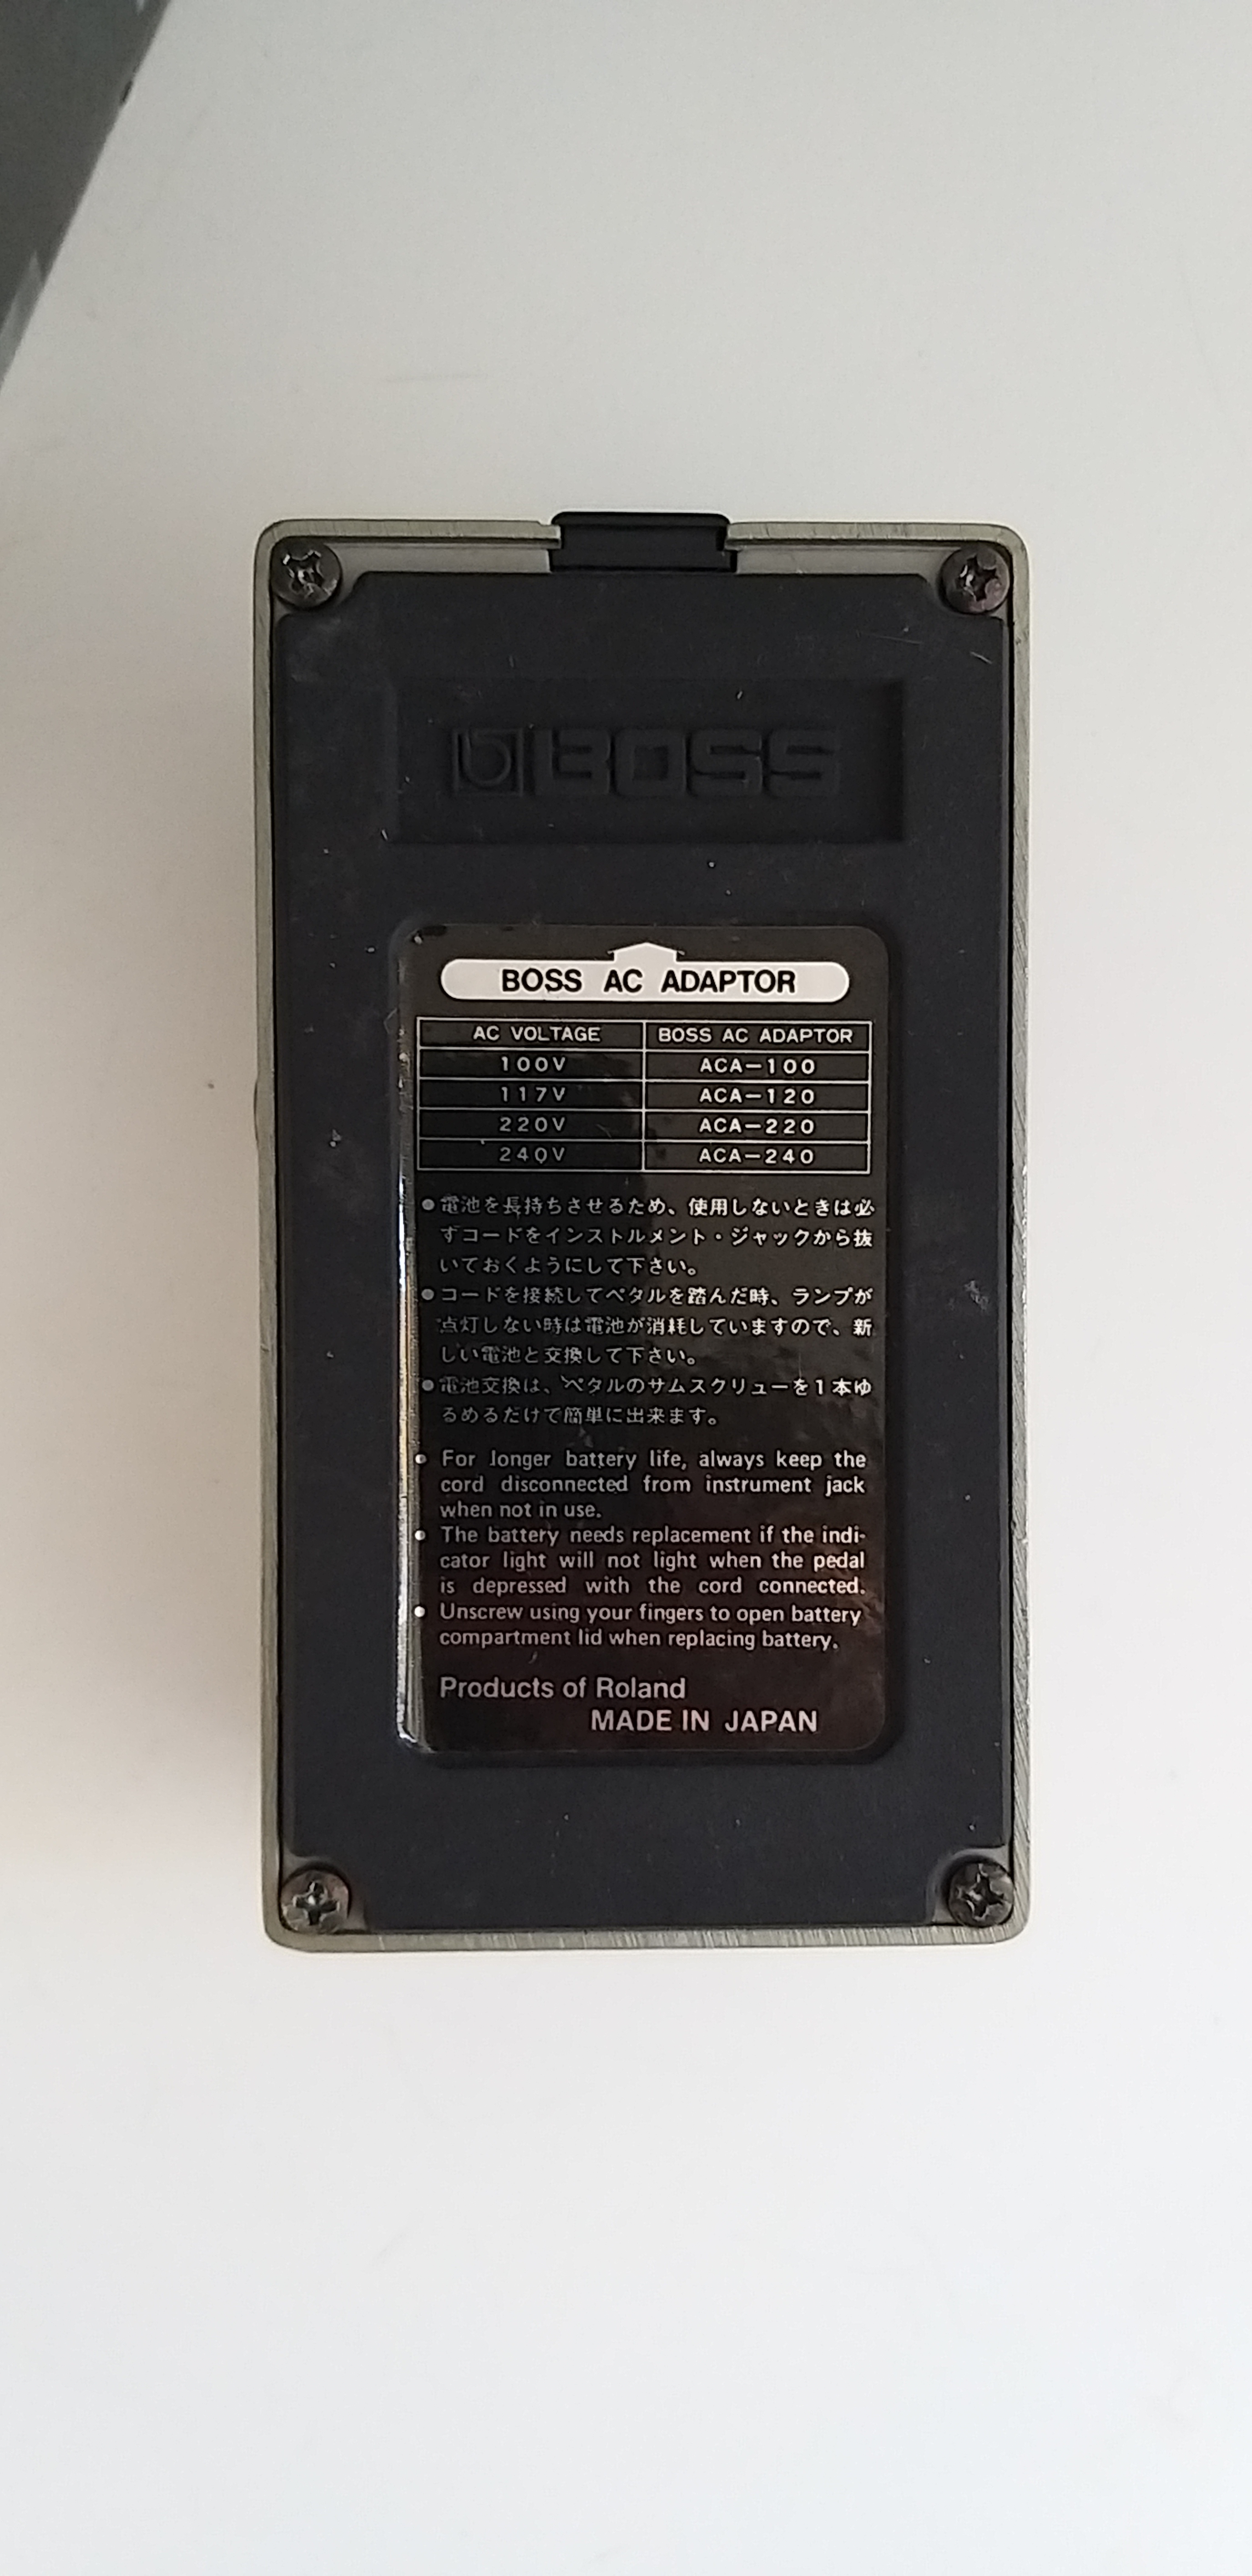 BOSS
BOSS AC ADAPTOR
AC VOLTAGE BOSS AC ADAPTOR
100V ACA-100
117V ACA-120
220V ACA-220
240V ACA-240
●電池を長持ちさせるため、使用しないときは必
ずコードをインストルメント・ジャックから抜
いておくようにして下さい。
●コードを接続してペタルを踏んだ時、ランプが
点灯しない時は電池が消耗していますので、新
しい電池と交換して下さい。
●電池交換は、ペタルのサムスクリューを1本ゆ
るめるだけで簡単に出来ます。
● For longer battery life, always keep the
cord disconnected from instrument jack
when not in use.
● The battery needs replacement if the indi-
cator light will not light when the pedal
is depressed with the cord connected.
● Unscrew using your fingers to open battery
compartment lid when replacing battery.
Products of Roland
MADE IN JAPAN